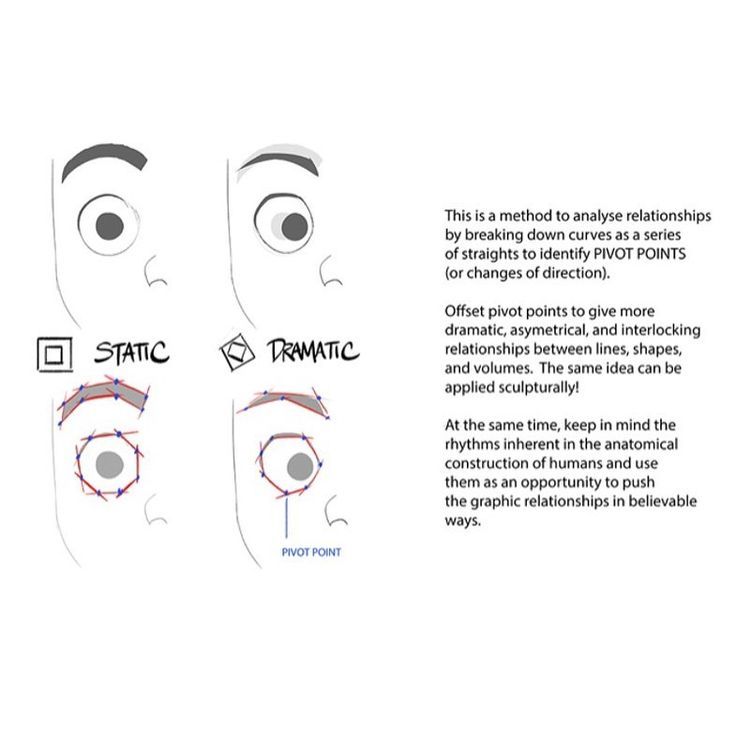 This is a method to analyse relationships
by breaking down curves as a series
of straights to identify PIVOT POINTS
(or changes of direction).
Offset pivot points to give more
dramatic, asymetrical, and interlocking
relationships between lines, shapes,
and volumes. The same idea can be
applied sculpturally!
At the same time, keep in mind the
rhythms inherent in the anatomical
construction of humans and use
them as an opportunity to push
the graphic relationships in believable
ways.
STATIC
DRAMATIC
PIVOT POINT